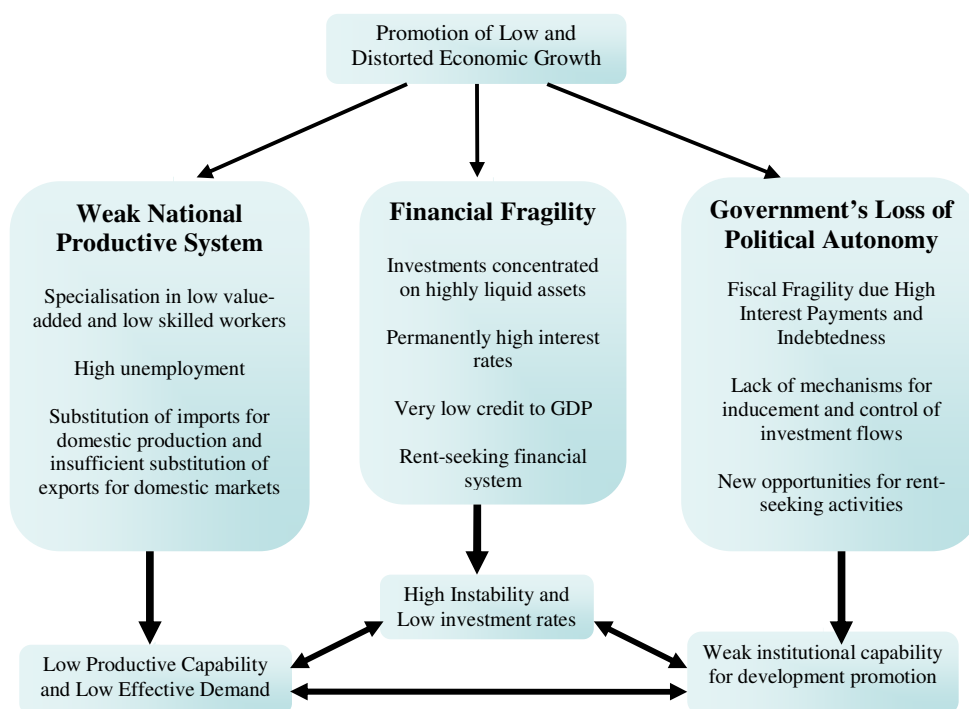 Promotion of Low and
Distorted Economic Growth
Weak National
Productive System
Specialisation in low value-
added and low skilled workers
High unemployment
Substitution of imports for
domestic production and
insufficient substitution of
exports for domestic markets
Financial Fragility
Investments concentrated
on highly liquid assets
Permanently high interest
rates
Very low credit to GDP
Rent-seeking financial
system
Government’s Loss of
Political Autonomy
Fiscal Fragility due High
Interest Payments and
Indebtedness
Lack of mechanisms for
inducement and control of
investment flows
New opportunities for rent-
seeking activities
High Instability and
Low investment rates
Low Productive Capability
and Low Effective Demand
Weak institutional capability
for development promotion